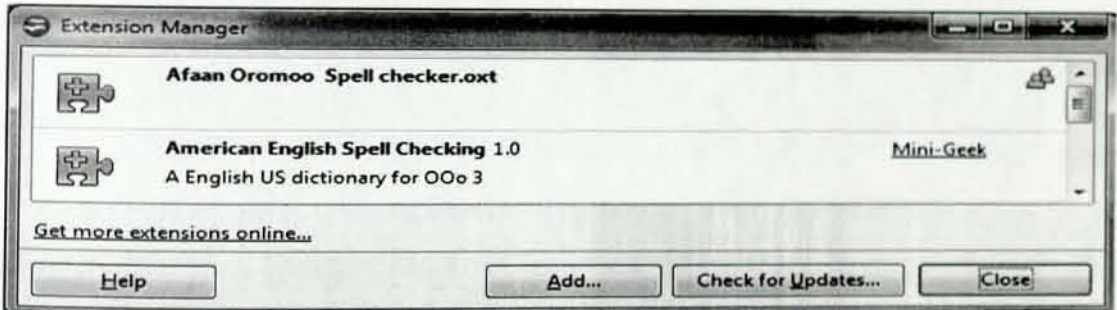 Extension Manager
Afaan Oromoo Spell checker.oxt
American English Spell Checking 1.0 Mini-Geek
A English US dictionary for OOo 3
Get more extensions online...
Help Add... Check for Updates... Close